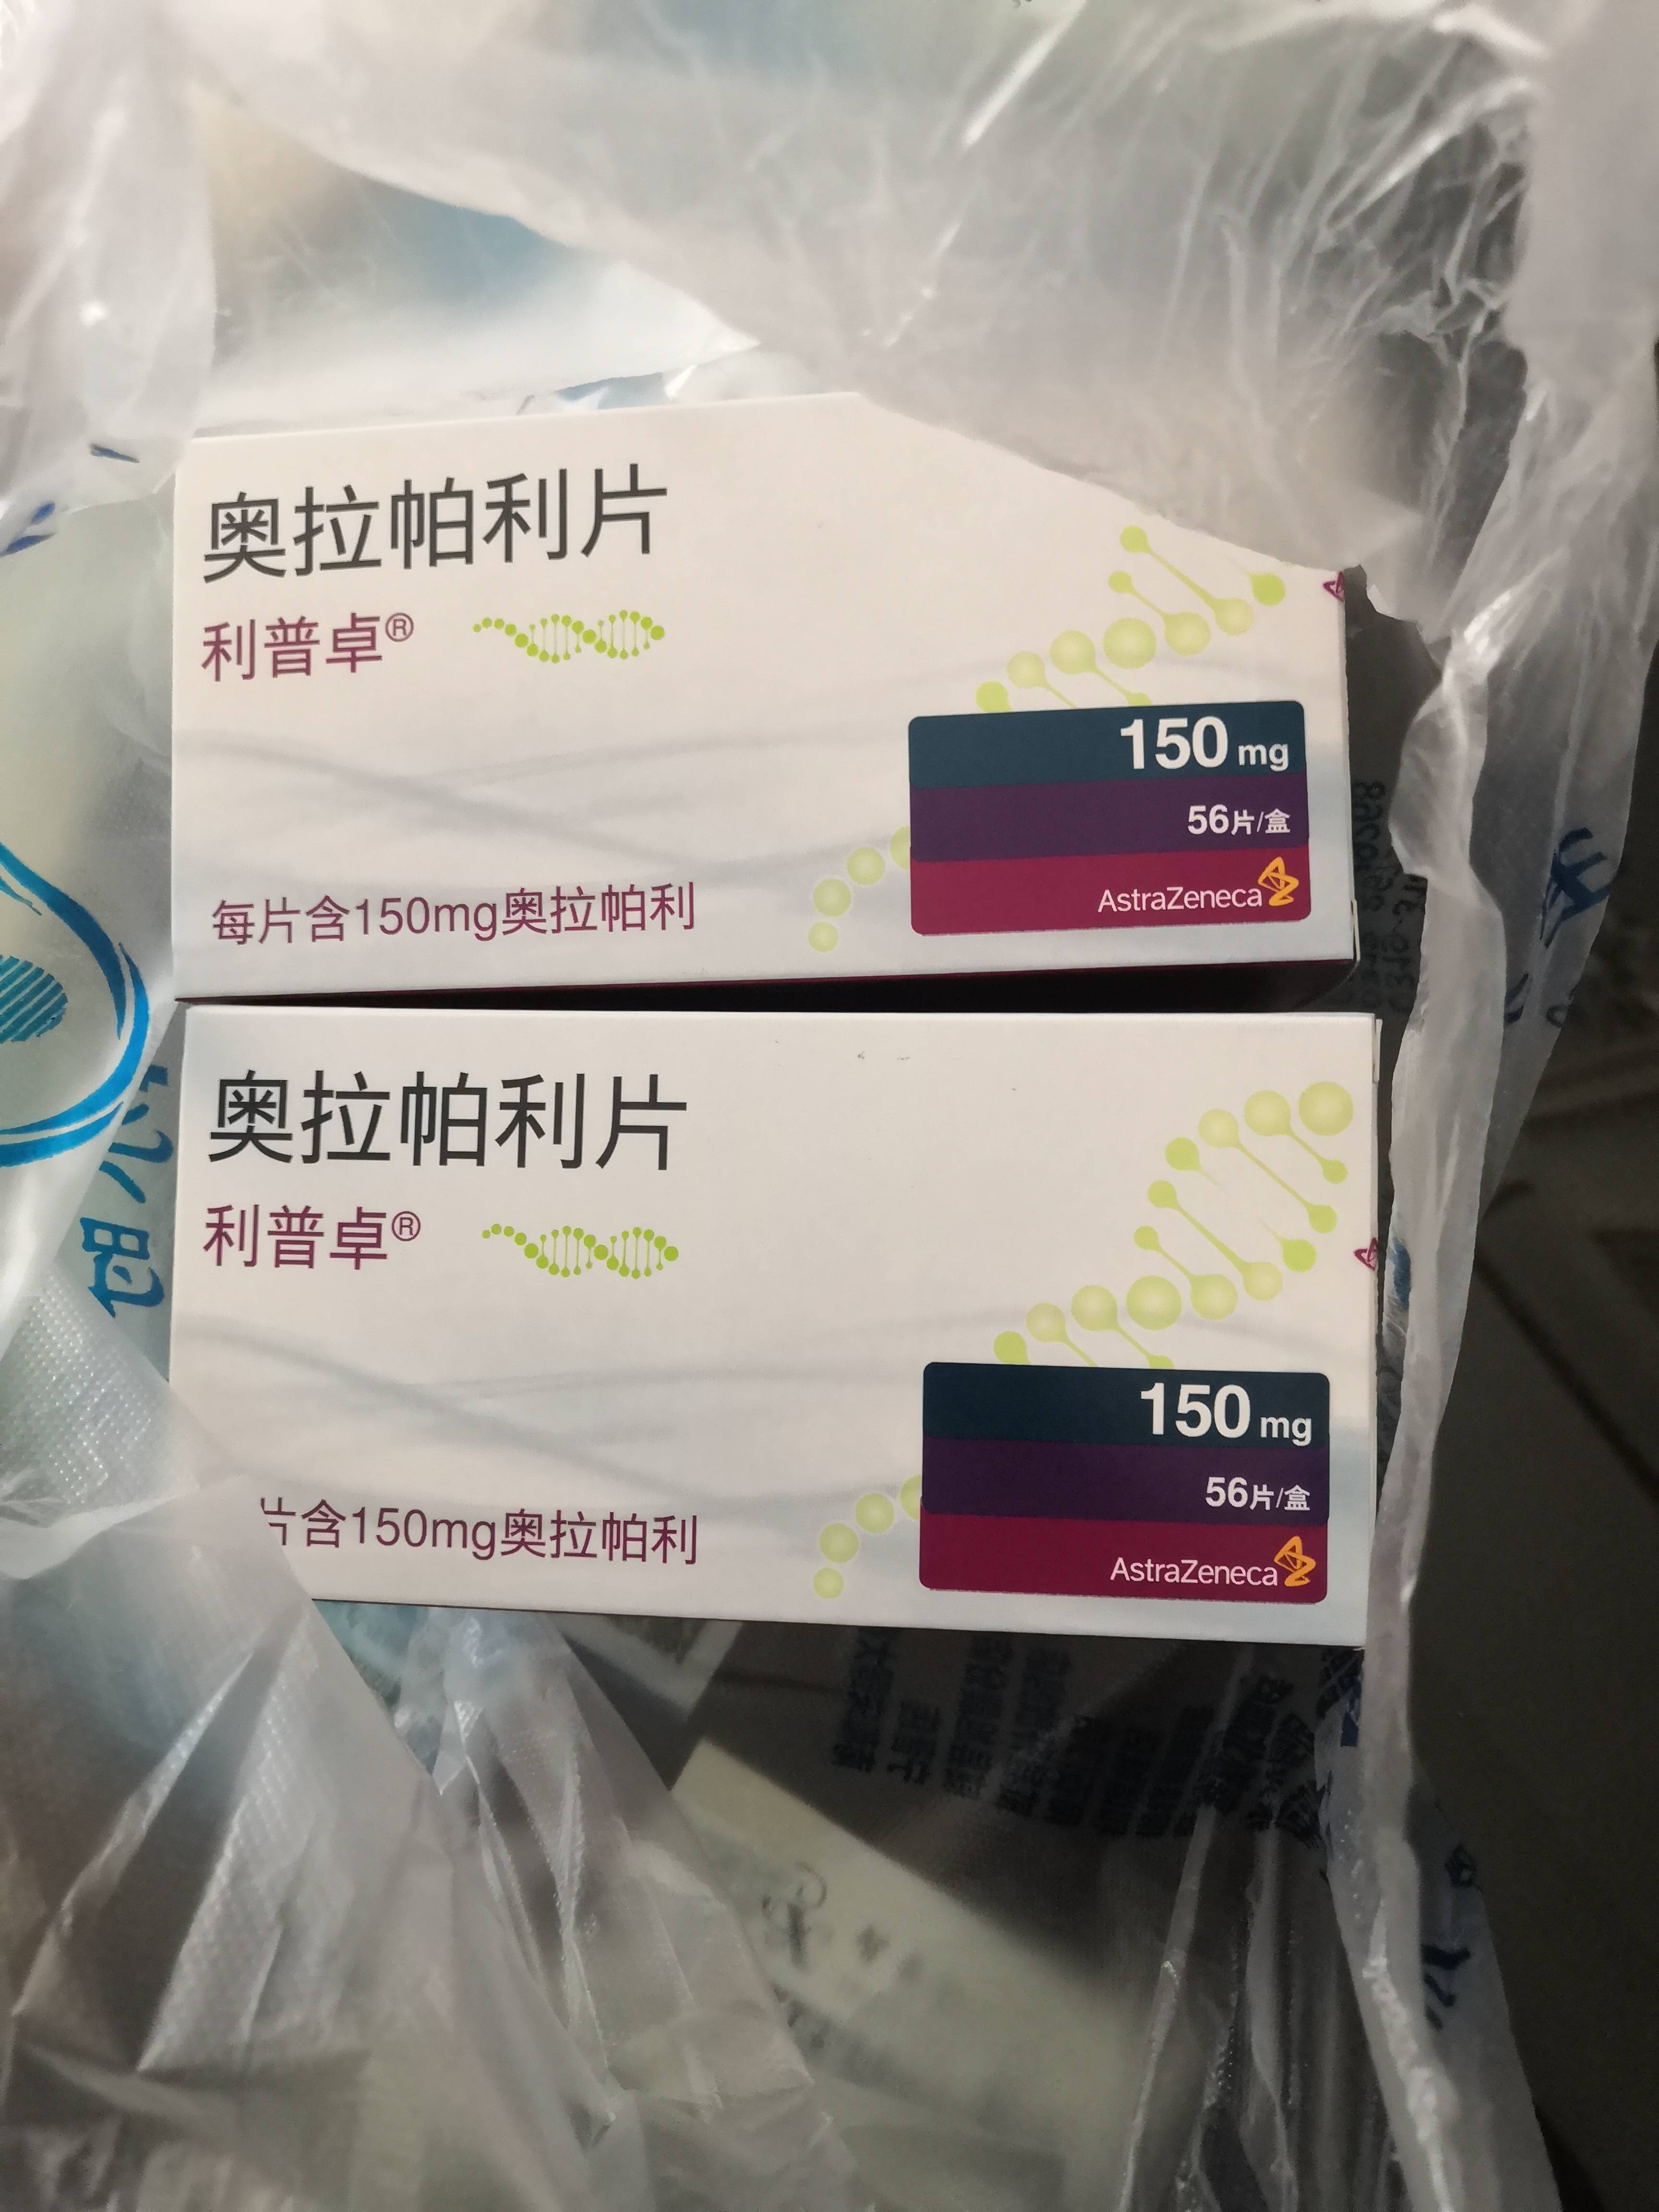 奥拉帕利片
利普卓®
150 mg
56片/盒
AstraZeneca
每片含150mg奥拉帕利
奥拉帕利片
利普卓®
150 mg
56片/盒
AstraZeneca
片含150mg奥拉帕利